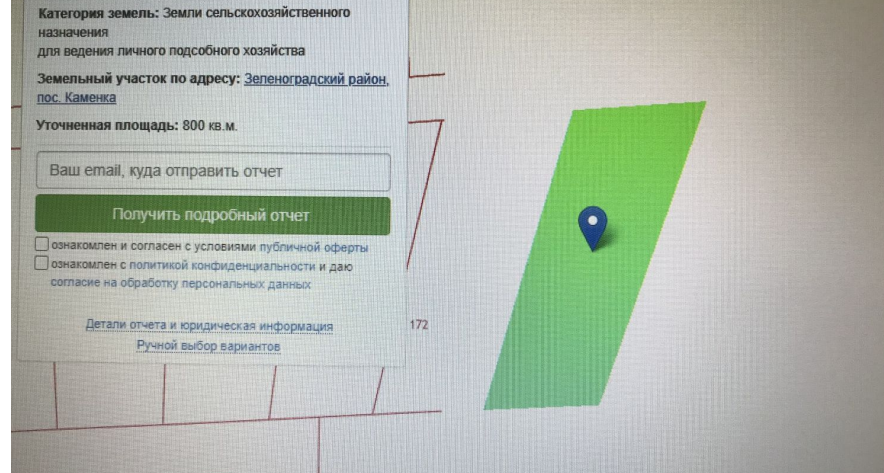 Категория земель: Земли сельскохозяйственного
назначения
для ведения личного подсобного хозяйства
Земельный участок по адресу: Зеленоградский район,
пос. Каменка
Уточненная площадь: 800 кв.м.
Ваш email, куда отправить отчет
Получить подробный отчет
ознакомлен и согласен с условиями публичной оферты
ознакомлен с политикой конфиденциальности и даю
согласие на обработку персональных данных
Детали отчета и юридическая информация
Ручной выбор вариантов
172